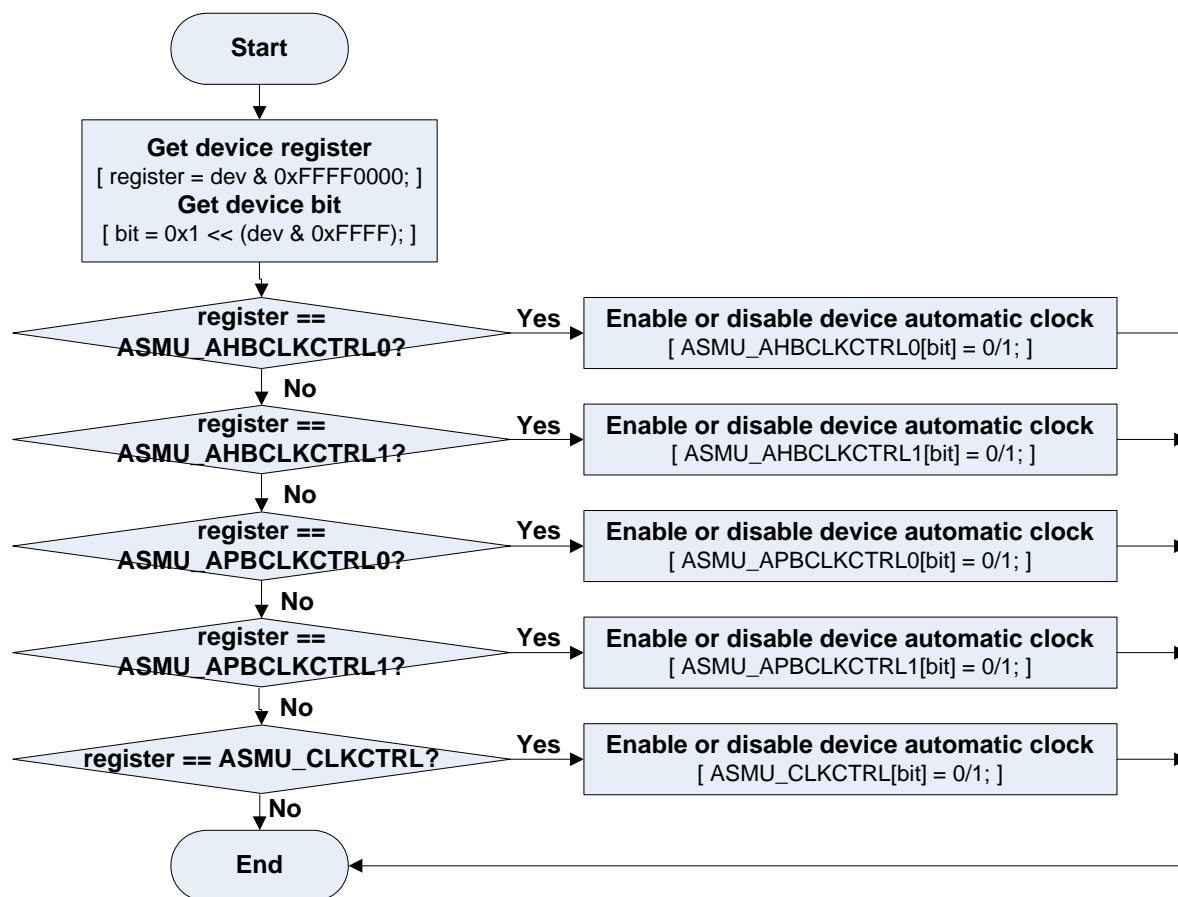 Start
Get device register
[ register = dev & 0xFFFF0000; ]
Get device bit
[ bit = 0x1 << (dev & 0xFFFF); ]
register ==
ASMU_AHBCLKCTRL0?
Yes
Enable or disable device automatic clock
[ ASMU_AHBCLKCTRL0[bit] = 0/1; ]
No
register ==
ASMU_AHBCLKCTRL1?
Yes
Enable or disable device automatic clock
[ ASMU_AHBCLKCTRL1[bit] = 0/1; ]
No
register ==
ASMU_APBCLKCTRL0?
Yes
Enable or disable device automatic clock
[ ASMU_APBCLKCTRL0[bit] = 0/1; ]
No
register ==
ASMU_APBCLKCTRL1?
Yes
Enable or disable device automatic clock
[ ASMU_APBCLKCTRL1[bit] = 0/1; ]
No
register == ASMU_CLKCTRL?
Yes
Enable or disable device automatic clock
[ ASMU_CLKCTRL[bit] = 0/1; ]
No
End